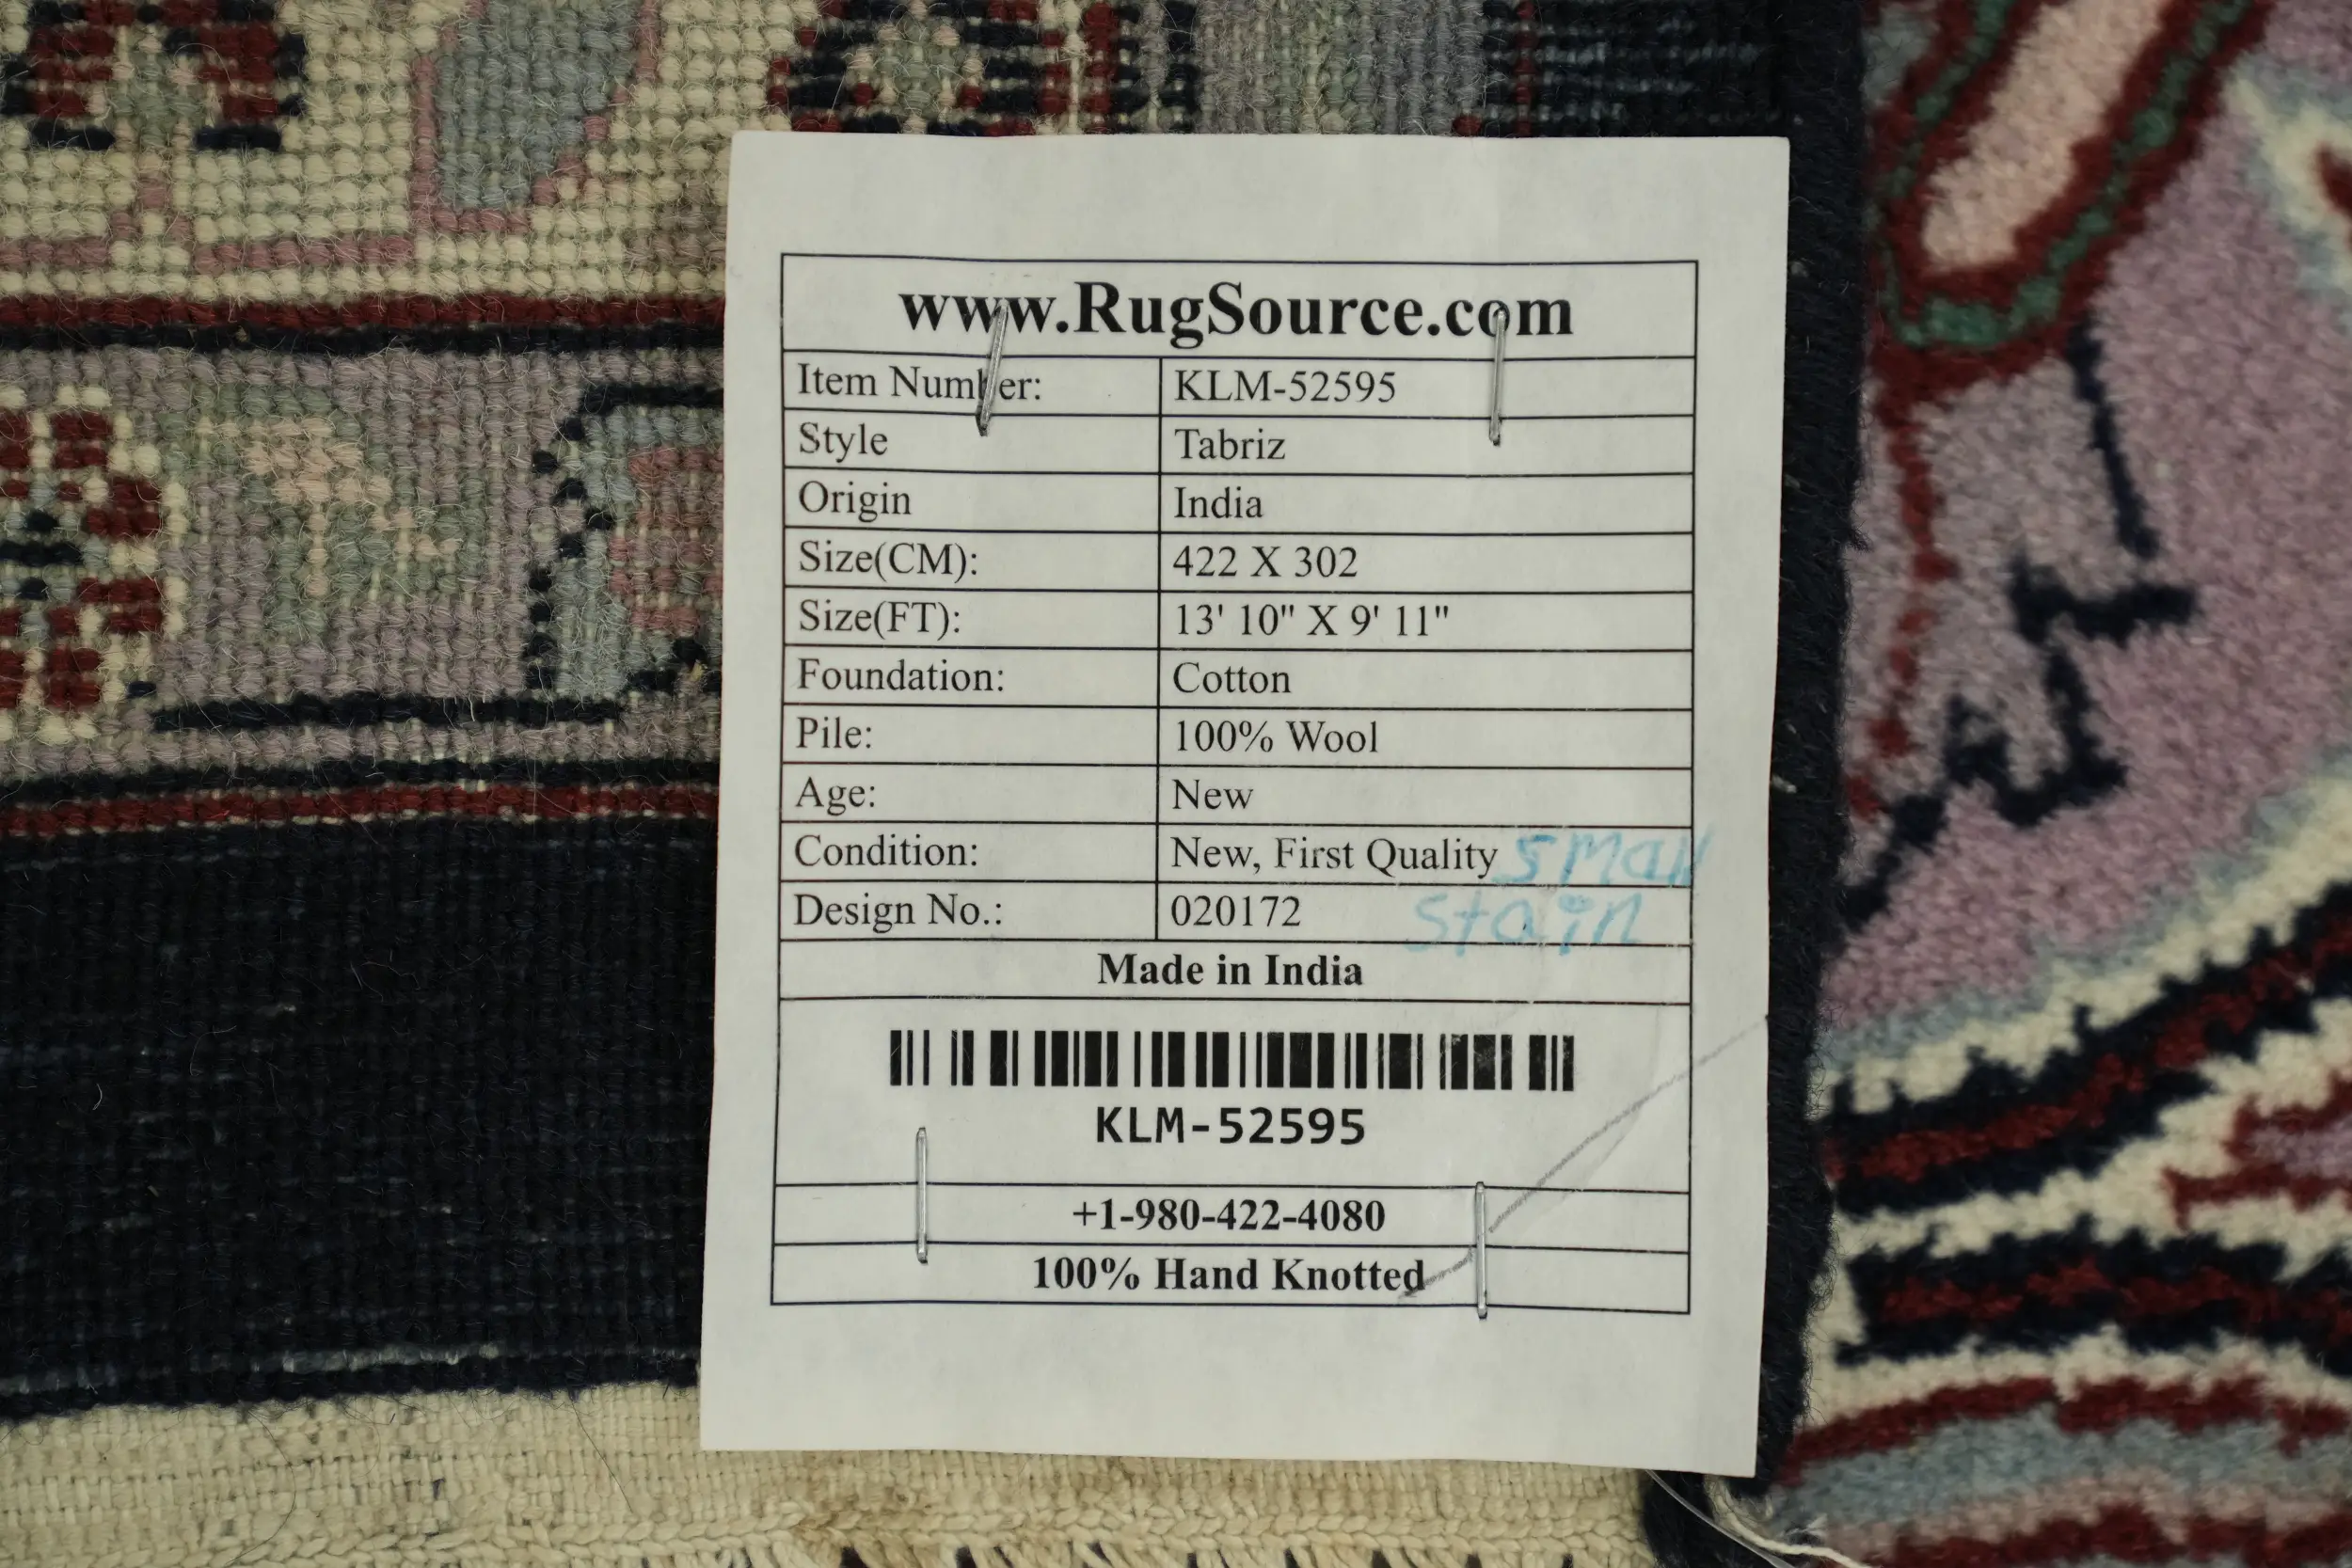 www.RugSource.com
Item Number: KLM-52595
Style Tabriz
Origin India
Size(CM): 422 X 302
Size(FT): 13' 10" X 9' 11"
Foundation: Cotton
Pile: 100% Wool
Age: New
Condition: New, First Quality small
Design No.: 020172 stain
Made in India
KLM-52595
+1-980-422-4080
100% Hand Knotted